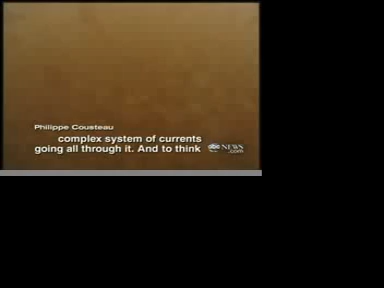 Philippe Cousteau
complex system of currents
going all through it. And to think
abc NEWS
.com